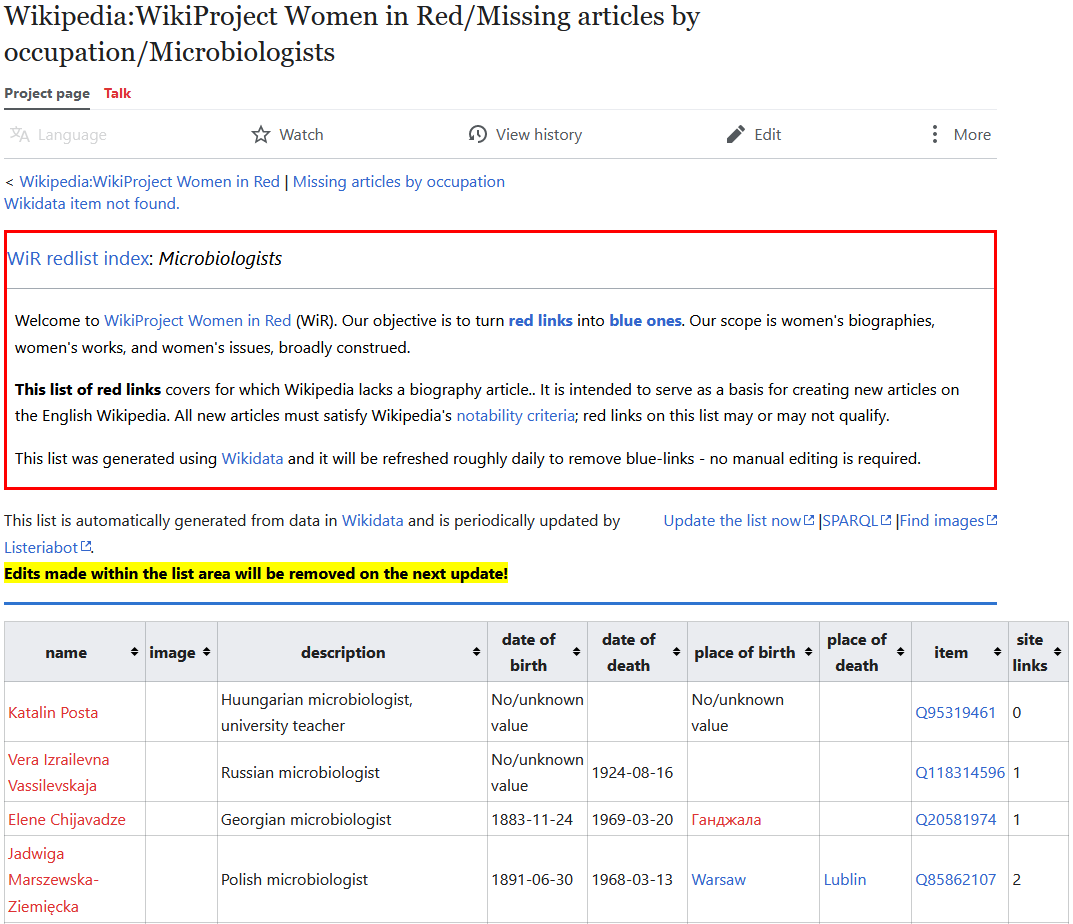 Wikipedia:WikiProject Women in Red/Missing articles by
occupation/Microbiologists
Project page Talk
Language Watch View history Edit More
< Wikipedia:WikiProject Women in Red | Missing articles by occupation
Wikidata item not found.
WiR redlist index: Microbiologists
Welcome to WikiProject Women in Red (WiR). Our objective is to turn red links into blue ones. Our scope is women's biographies,
women's works, and women's issues, broadly construed.
This list of red links covers for which Wikipedia lacks a biography article.. It is intended to serve as a basis for creating new articles on
the English Wikipedia. All new articles must satisfy Wikipedia's notability criteria; red links on this list may or may not qualify.
This list was generated using Wikidata and it will be refreshed roughly daily to remove blue-links - no manual editing is required.
This list is automatically generated from data in Wikidata and is periodically updated by
Listeriabot.
Update the list now |SPARQL |Find images
Edits made within the list area will be removed on the next update!
name image description date of birth date of death place of birth place of death item site links
Katalin Posta Huungarian microbiologist, university teacher No/unknown value No/unknown value Q95319461 0
Vera Izrailevna Vassilevskaja Russian microbiologist No/unknown value 1924-08-16 Q118314596 1
Elene Chijavadze Georgian microbiologist 1883-11-24 1969-03-20 Ганджала Q20581974 1
Jadwiga Marszewska-Ziemięcka Polish microbiologist 1891-06-30 1968-03-13 Warsaw Lublin Q85862107 2